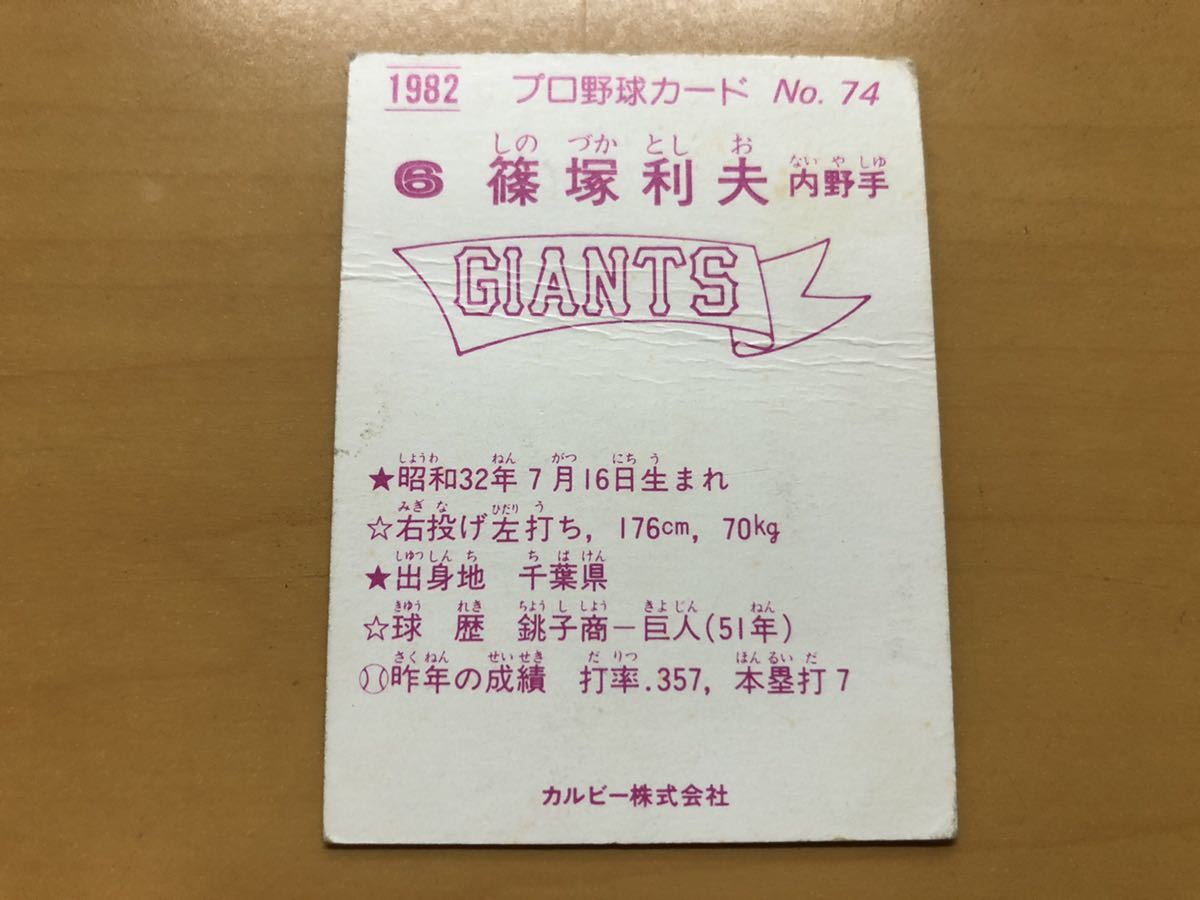 1982 プロ野球カード No. 74
しの づか とし お ない や しゆ
6 篠塚利夫 内野手
GIANTS
しょうわ ねん がつ にち う
★昭和32年7月16日生まれ
みぎ な ひだり う
☆右投げ左打ち, 176cm, 70kg
しゅつしん ち ち ば けん
★出身地 千葉県
きゅう れき ちょう し しょう きよ じん ねん
☆球歴 銚子商ー巨人(51年)
さく ねん せい せき だ りつ ほん るい だ
昨年の成績 打率.357, 本塁打7
カルビー株式会社